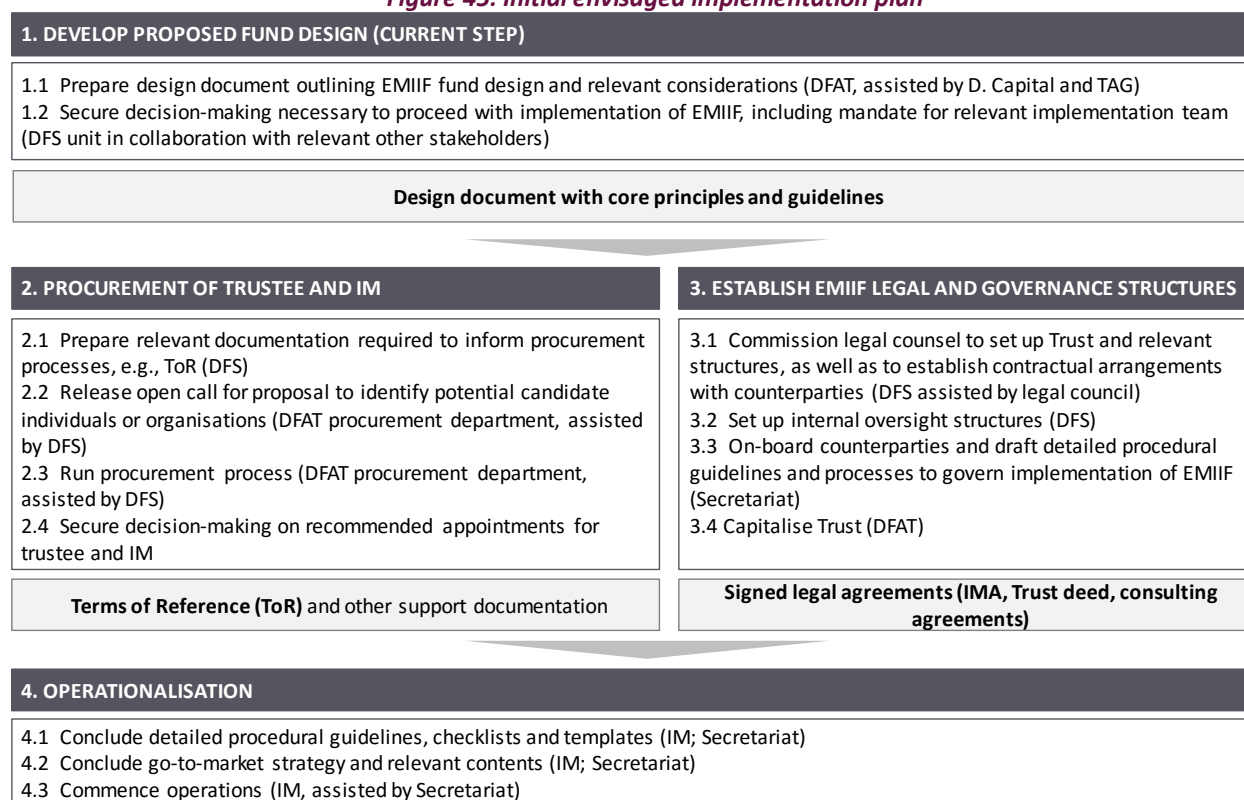 Figure 45: Initial envisaged implementation plan
1. DEVELOP PROPOSED FUND DESIGN (CURRENT STEP)
1.1 Prepare design document outlining EMIIF fund design and relevant considerations (DFAT, assisted by D. Capital and TAG)
1.2 Secure decision-making necessary to proceed with implementation of EMIIF, including mandate for relevant implementation team
(DFS unit in collaboration with relevant other stakeholders)
Design document with core principles and guidelines
2. PROCUREMENT OF TRUSTEE AND IM
2.1 Prepare relevant documentation required to inform procurement
processes, e.g., ToR (DFS)
2.2 Release open call for proposal to identify potential candidate
individuals or organisations (DFAT procurement department, assisted
by DFS)
2.3 Run procurement process (DFAT procurement department,
assisted by DFS)
2.4 Secure decision-making on recommended appointments for
trustee and IM
Terms of Reference (ToR) and other support documentation
3. ESTABLISH EMIIF LEGAL AND GOVERNANCE STRUCTURES
3.1 Commission legal counsel to set up Trust and relevant
structures, as well as to establish contractual arrangements
with counterparties (DFS assisted by legal council)
3.2 Set up internal oversight structures (DFS)
3.3 On-board counterparties and draft detailed procedural
guidelines and processes to govern implementation of EMIIF
(Secretariat)
3.4 Capitalise Trust (DFAT)
Signed legal agreements (IMA, Trust deed, consulting
agreements)
4. OPERATIONALISATION
4.1 Conclude detailed procedural guidelines, checklists and templates (IM; Secretariat)
4.2 Conclude go-to-market strategy and relevant contents (IM; Secretariat)
4.3 Commence operations (IM, assisted by Secretariat)